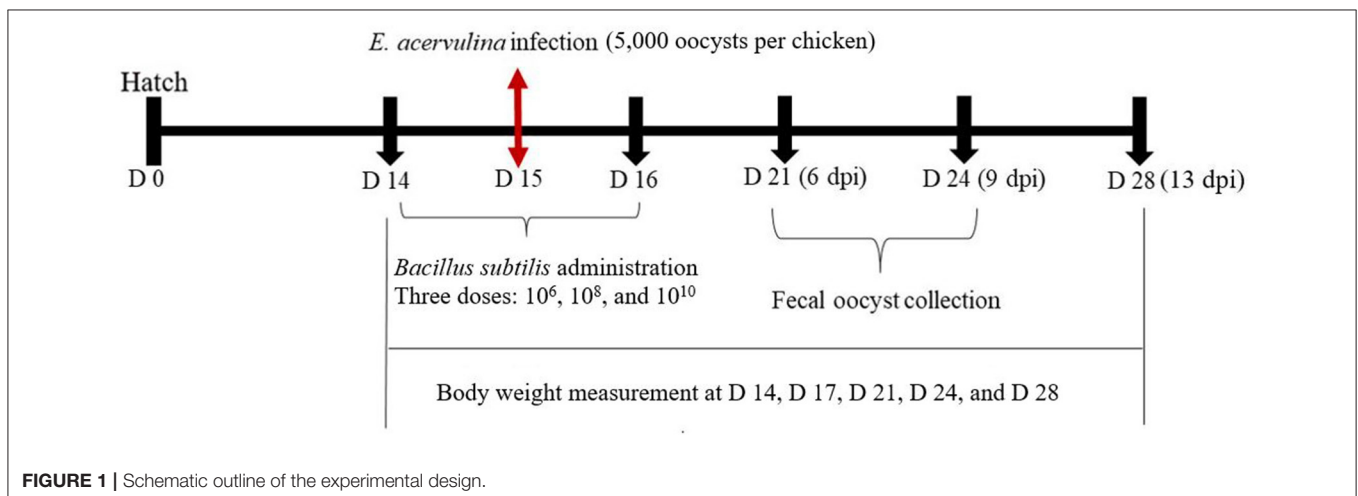 E. acervulina infection (5,000 oocysts per chicken)
Hatch
D 0
D 14
D 15
D 16
D 21 (6 dpi)
D 24 (9 dpi)
D 28 (13 dpi)
Bacillus subtilis administration
Three doses: 10⁶, 10⁸, and 10¹⁰
Fecal oocyst collection
Body weight measurement at D 14, D 17, D 21, D 24, and D 28
FIGURE 1 | Schematic outline of the experimental design.